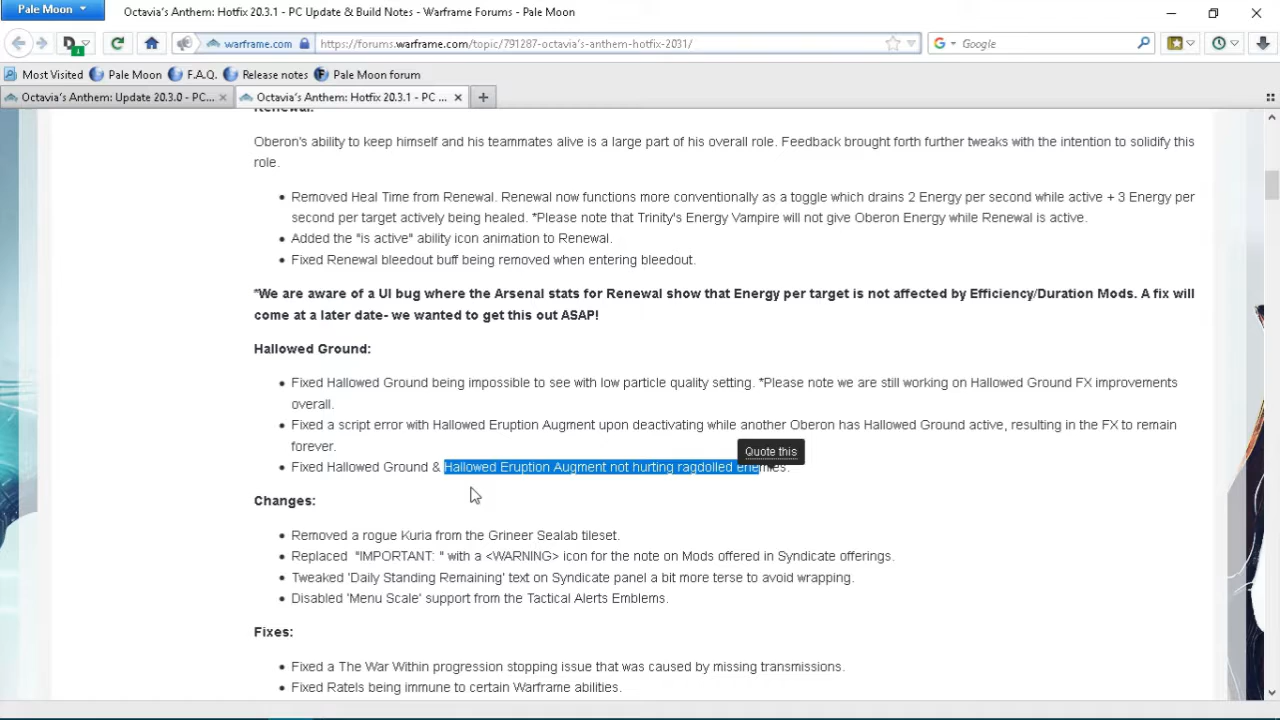 Pale Moon
Octavia's Anthem: Hotfix 20.3.1 - PC Update & Build Notes - Warframe Forums - Pale Moon
warframe.com
https://forums.warframe.com/topic/791287-octavia's-anthem-hotfix-2031/
Google
Most Visited Pale Moon F.A.Q. Release notes Pale Moon forum
Octavia's Anthem: Update 20.3.0 - PC...
Octavia's Anthem: Hotfix 20.3.1 - PC ...
Renewal:
Oberon's ability to keep himself and his teammates alive is a large part of his overall role. Feedback brought forth further tweaks with the intention to solidify this
role.
• Removed Heal Time from Renewal. Renewal now functions more conventionally as a toggle which drains 2 Energy per second while active + 3 Energy per
second per target actively being healed. *Please note that Trinity's Energy Vampire will not give Oberon Energy while Renewal is active.
• Added the "is active" ability icon animation to Renewal.
• Fixed Renewal bleedout buff being removed when entering bleedout.
*We are aware of a UI bug where the Arsenal stats for Renewal show that Energy per target is not affected by Efficiency/Duration Mods. A fix will
come at a later date- we wanted to get this out ASAP!
Hallowed Ground:
• Fixed Hallowed Ground being impossible to see with low particle quality setting. *Please note we are still working on Hallowed Ground FX improvements
overall.
• Fixed a script error with Hallowed Eruption Augment upon deactivating while another Oberon has Hallowed Ground active, resulting in the FX to remain
forever.
Quote this
• Fixed Hallowed Ground & Hallowed Eruption Augment not hurting ragdolled enemies.
Changes:
• Removed a rogue Kuria from the Grineer Sealab tileset.
• Replaced "IMPORTANT: " with a <WARNING> icon for the note on Mods offered in Syndicate offerings.
• Tweaked 'Daily Standing Remaining' text on Syndicate panel a bit more terse to avoid wrapping.
• Disabled 'Menu Scale' support from the Tactical Alerts Emblems.
Fixes:
• Fixed a The War Within progression stopping issue that was caused by missing transmissions.
• Fixed Ratels being immune to certain Warframe abilities.